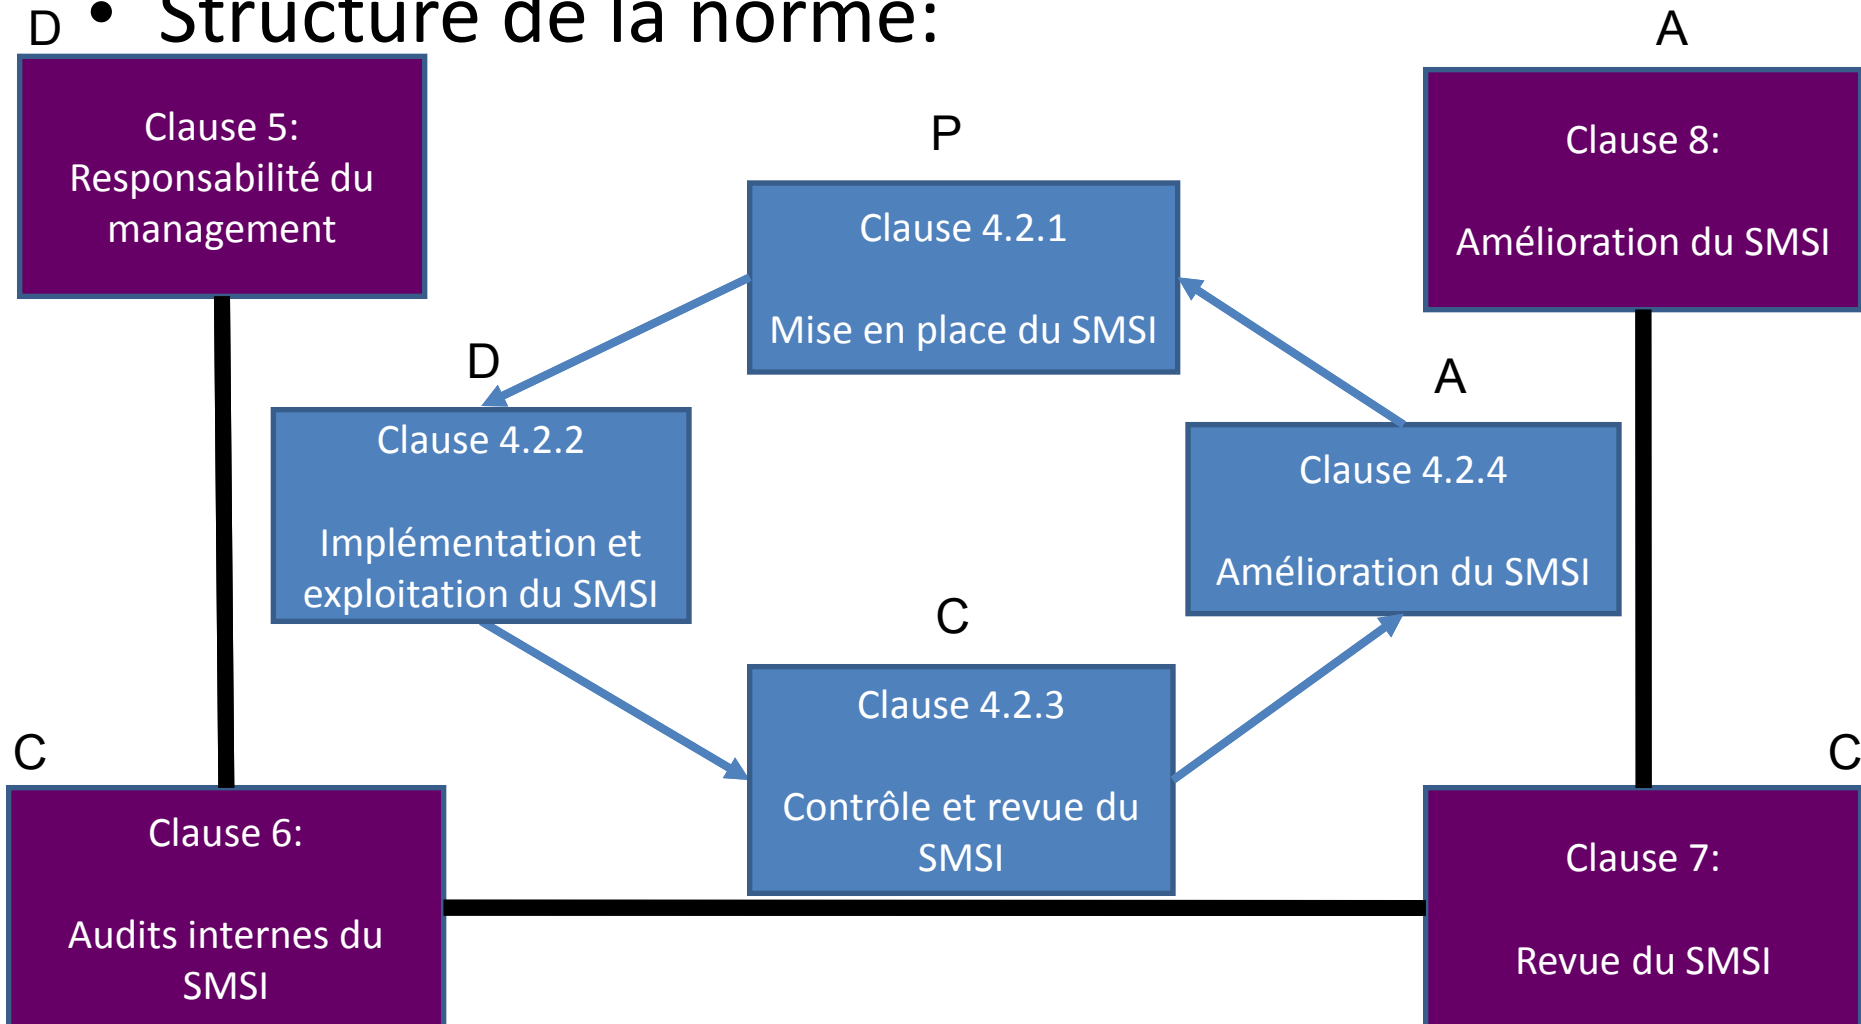 • Structure de la norme:
D
Clause 5:
Responsabilité du
management
A
Clause 8:
Amélioration du SMSI
P
Clause 4.2.1
Mise en place du SMSI
D
Clause 4.2.2
Implémentation et
exploitation du SMSI
A
Clause 4.2.4
Amélioration du SMSI
C
Clause 4.2.3
Contrôle et revue du
SMSI
C
Clause 6:
Audits internes du
SMSI
C
Clause 7:
Revue du SMSI